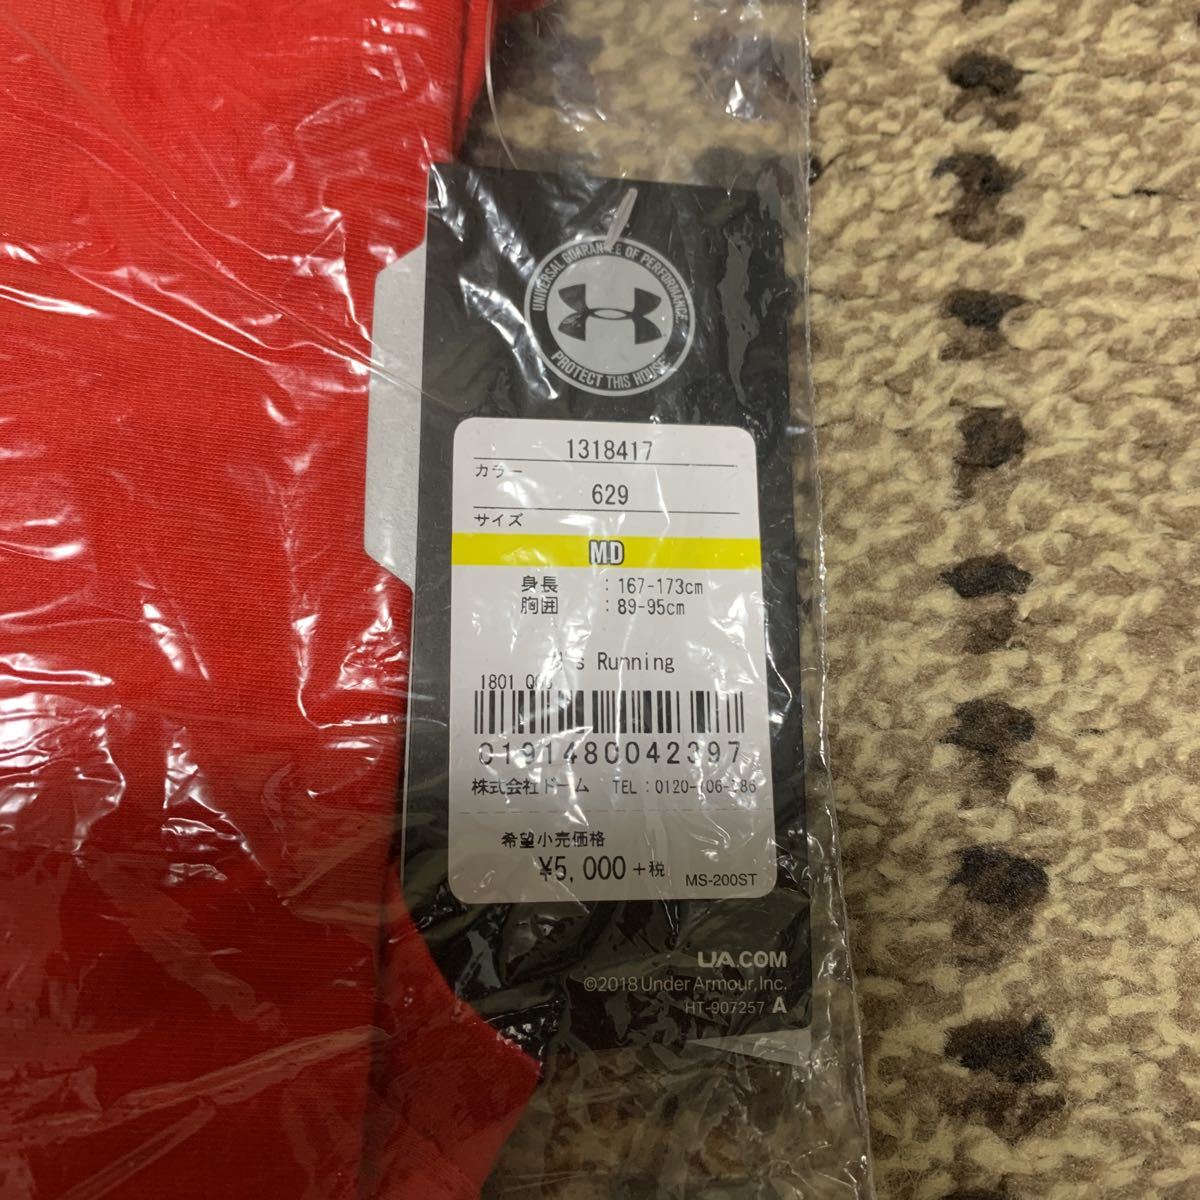 UNIVERSAL GUARANTEE OF PERFORMANCE.
PROTECT THIS HOUSE.
1318417
カラー
629
サイズ
MD
身長 : 167-173cm
胸囲 : 89-95cm
Running
1801
C191480042397
株式会社ドーム TEL : 0120-106-786
希望小売価格
¥5,000 +税
MS-200ST
UA.COM
©2018 Under Armour, Inc.
HT-907257 A